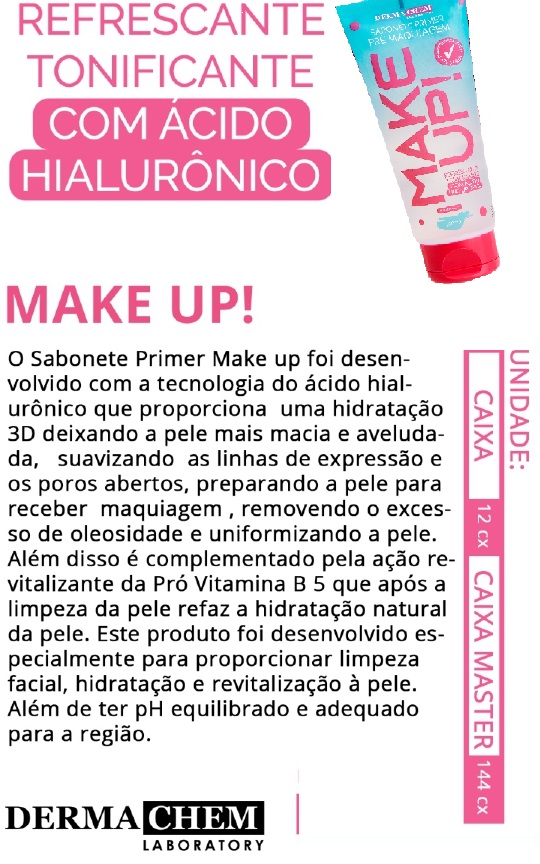 REFRESCANTE
TONIFICANTE
COM ÁCIDO
HIALURÔNICO
DERMACHEM
SABONETE PRIMER
PRÉ MAQUIAGEM
MAKE
UP!
MAKE UP!
O Sabonete Primer Make up foi desen-
volvido com a tecnologia do ácido hial-
urônico que proporciona uma hidratação
3D deixando a pele mais macia e aveluda-
da, suavizando as linhas de expressão e
os poros abertos, preparando a pele para
receber maquiagem , removendo o exces-
so de oleosidade e uniformizando a pele.
Além disso é complementado pela ação re-
vitalizante da Pró Vitamina B 5 que após a
limpeza da pele refaz a hidratação natural
da pele. Este produto foi desenvolvido es-
pecialmente para proporcionar limpeza
facial, hidratação e revitalização à pele.
Além de ter pH equilibrado e adequado
para a região.
UNIDADE:
CAIXA
12 cx
CAIXA MASTER
144 cx
DERMACHEM
LABORATORY